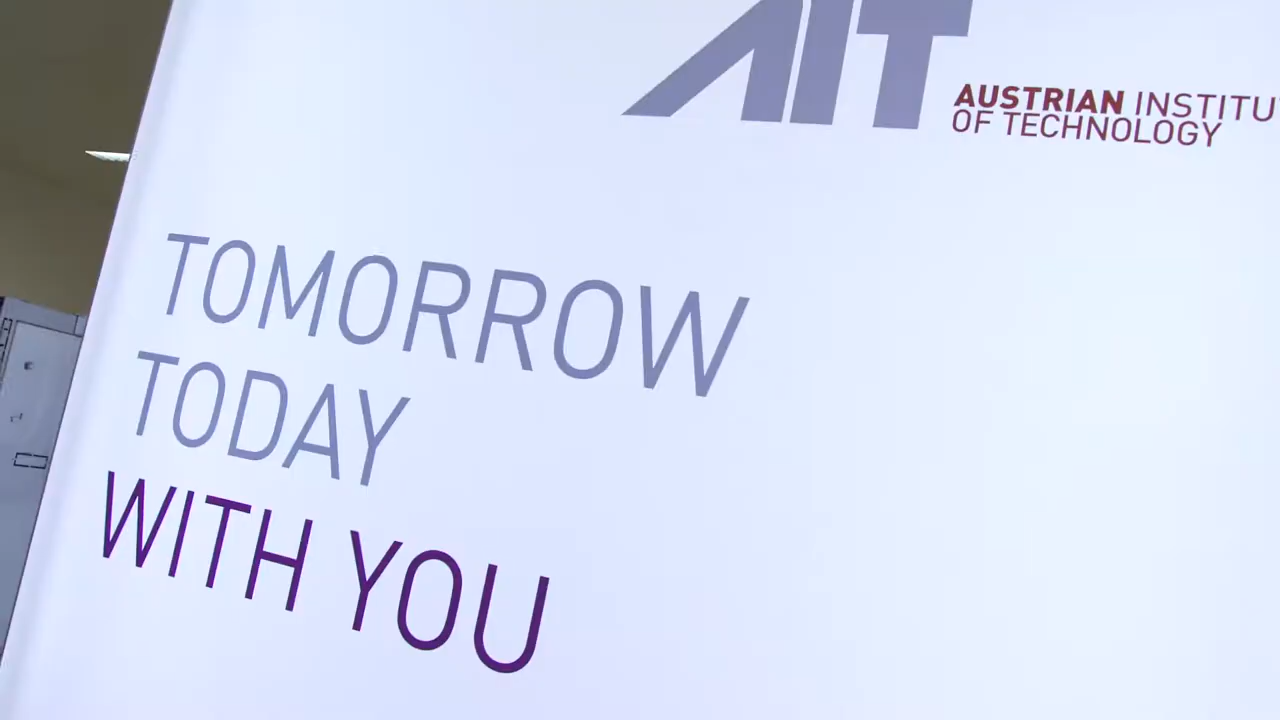 AIT
AUSTRIAN INSTITU
OF TECHNOLOGY
TOMORROW
TODAY
WITH YOU